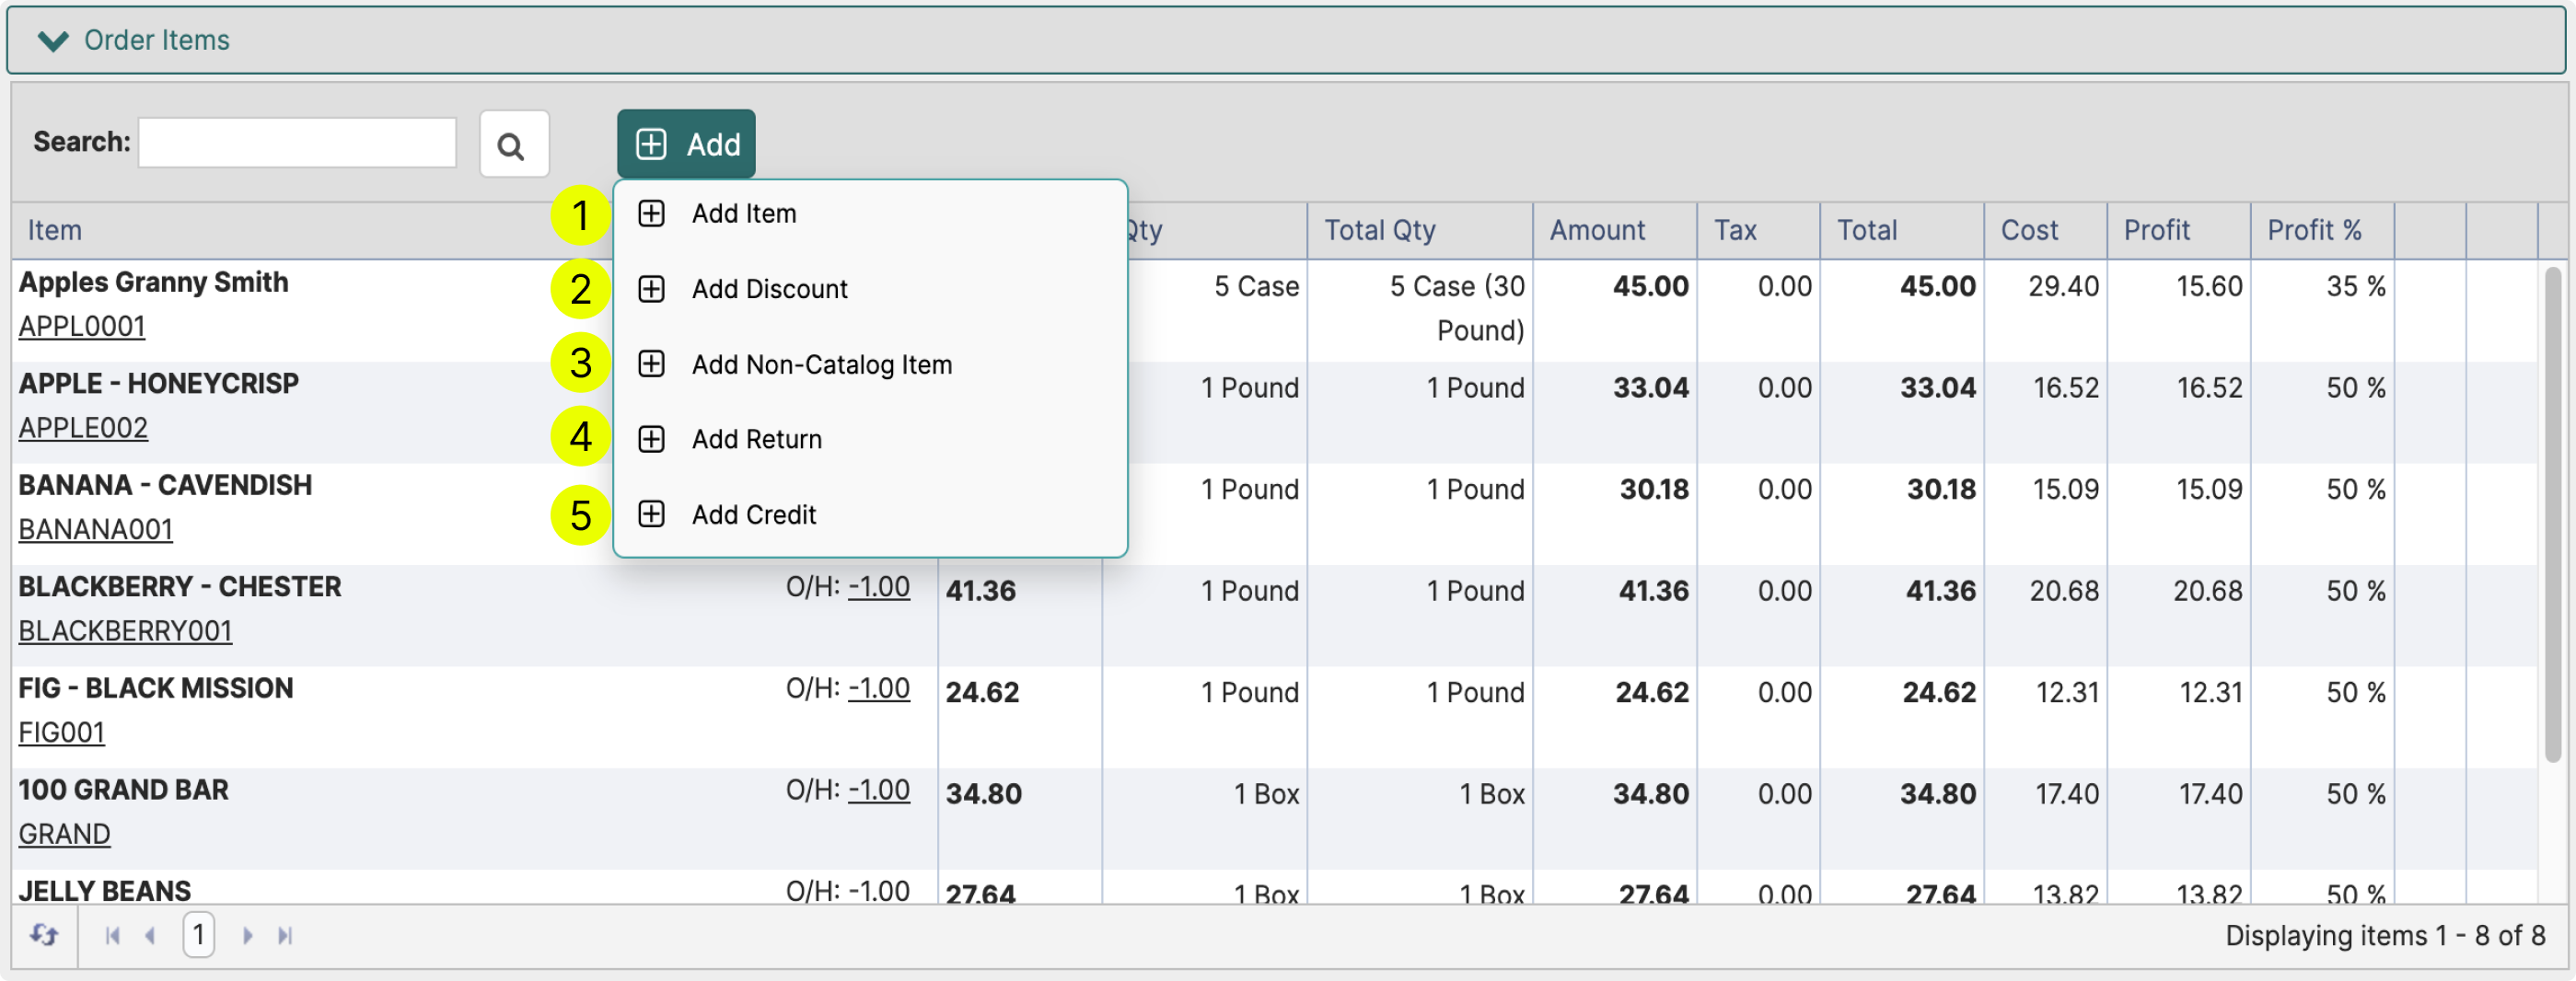 Order Items
Search:
Add
1 Add Item
2 Add Discount
3 Add Non-Catalog Item
4 Add Return
5 Add Credit
Item Qty Total Qty Amount Tax Total Cost Profit Profit %
Apples Granny Smith 5 Case 5 Case (30 45.00 0.00 45.00 29.40 15.60 35 %
APPL0001 Pound)
APPLE - HONEYCRISP 1 Pound 1 Pound 33.04 0.00 33.04 16.52 16.52 50 %
APPLE002
BANANA - CAVENDISH 1 Pound 1 Pound 30.18 0.00 30.18 15.09 15.09 50 %
BANANA001
BLACKBERRY - CHESTER O/H: -1.00 41.36 1 Pound 1 Pound 41.36 0.00 41.36 20.68 20.68 50 %
BLACKBERRY001
FIG - BLACK MISSION O/H: -1.00 24.62 1 Pound 1 Pound 24.62 0.00 24.62 12.31 12.31 50 %
FIG001
100 GRAND BAR O/H: -1.00 34.80 1 Box 1 Box 34.80 0.00 34.80 17.40 17.40 50 %
GRAND
JELLY BEANS O/H: -1.00 27.64 1 Box 1 Box 27.64 0.00 27.64 13.82 13.82 50 %
1
Displaying items 1 - 8 of 8